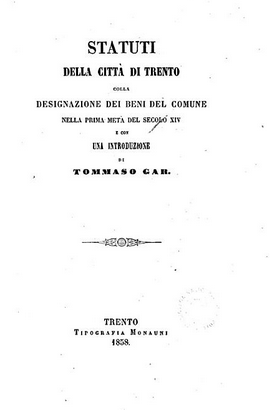 STATUTI
DELLA CITTÀ DI TRENTO
COLLA
DESIGNAZIONE DEI BENI DEL COMUNE
NELLA PRIMA METÀ DEL SECOLO XIV
E CON
UNA INTRODUZIONE
DI
TOMMASO GAR.
TRENTO
TIPOGRAFIA MONAUNI
1858.